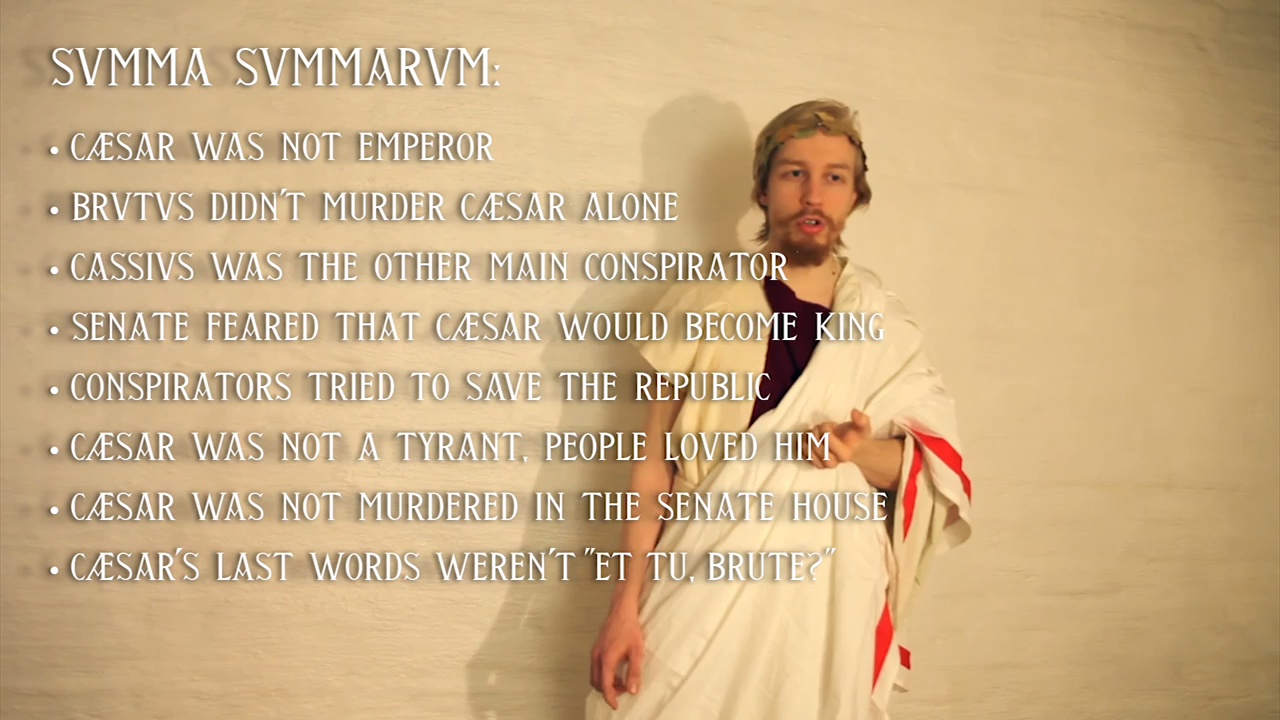 SVMMA SVMMARVM:
• CÆSAR WAS NOT EMPEROR
• BRVTVS DIDN'T MURDER CÆSAR ALONE
• CASSIVS WAS THE OTHER MAIN CONSPIRATOR
• SENATE FEARED THAT CÆSAR WOULD BECOME KING
• CONSPIRATORS TRIED TO SAVE THE REPUBLIC
• CÆSAR WAS NOT A TYRANT, PEOPLE LOVED HIM
• CÆSAR WAS NOT MURDERED IN THE SENATE HOUSE
• CÆSAR'S LAST WORDS WEREN'T "ET TU, BRUTE?"